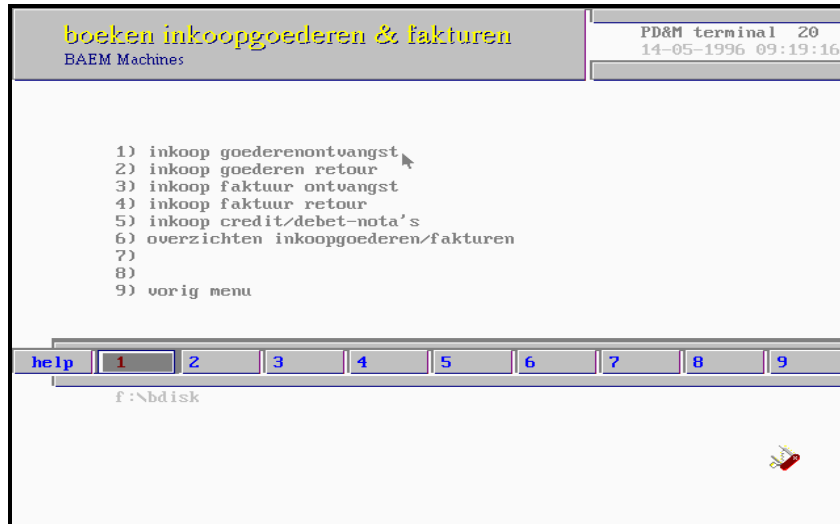 boeken inkoopgoederen & fakturen
BAEM Machines
PD&M terminal 20
14-05-1996 09:19:16
1) inkoop goederenontvangst
2) inkoop goederen retour
3) inkoop faktuur ontvangst
4) inkoop faktuur retour
5) inkoop credit/debet-nota's
6) overzichten inkoopgoederen/fakturen
7)
8)
9) vorig menu
help 1 2 3 4 5 6 7 8 9
f:\bdisk